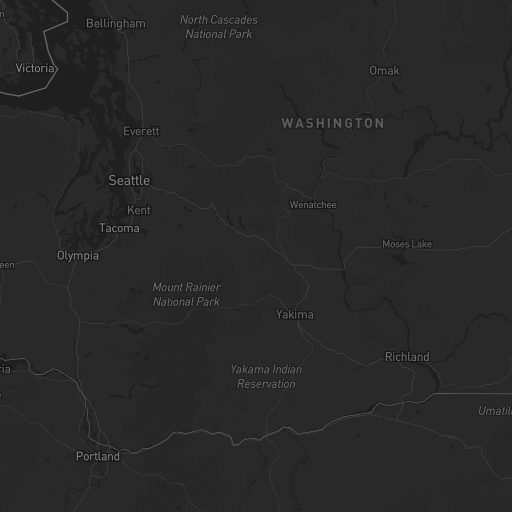 North Cascades
National Park
Bellingham
Victoria
Omak
WASHINGTON
Everett
Seattle
Wenatchee
Kent
Tacoma
Moses Lake
Olympia
Mount Rainier
National Park
Yakima
Richland
Yakama Indian
Reservation
Portland